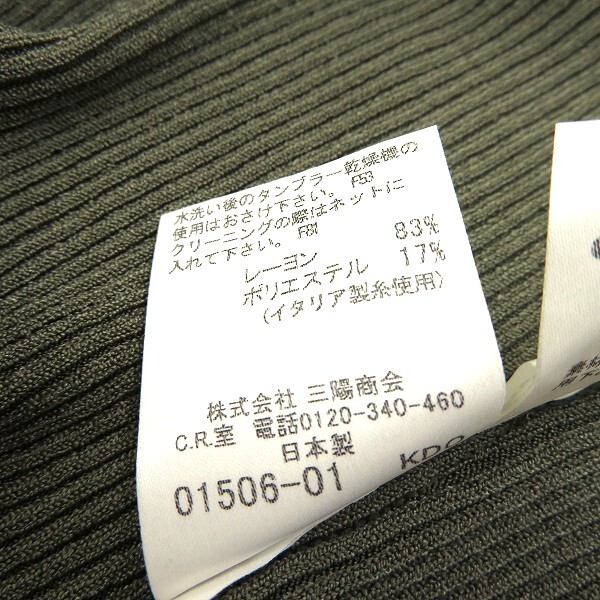 水洗い後のタンブラー乾燥機の
使用はおさけ下さい。 F53
クリーニングの際はネットに
入れて下さい。 F81
レーヨン 83%
ポリエステル 17%
(イタリア製糸使用)
株式会社 三陽商会
C.R.室 電話0120-340-460
日本製
01506-01 KDC